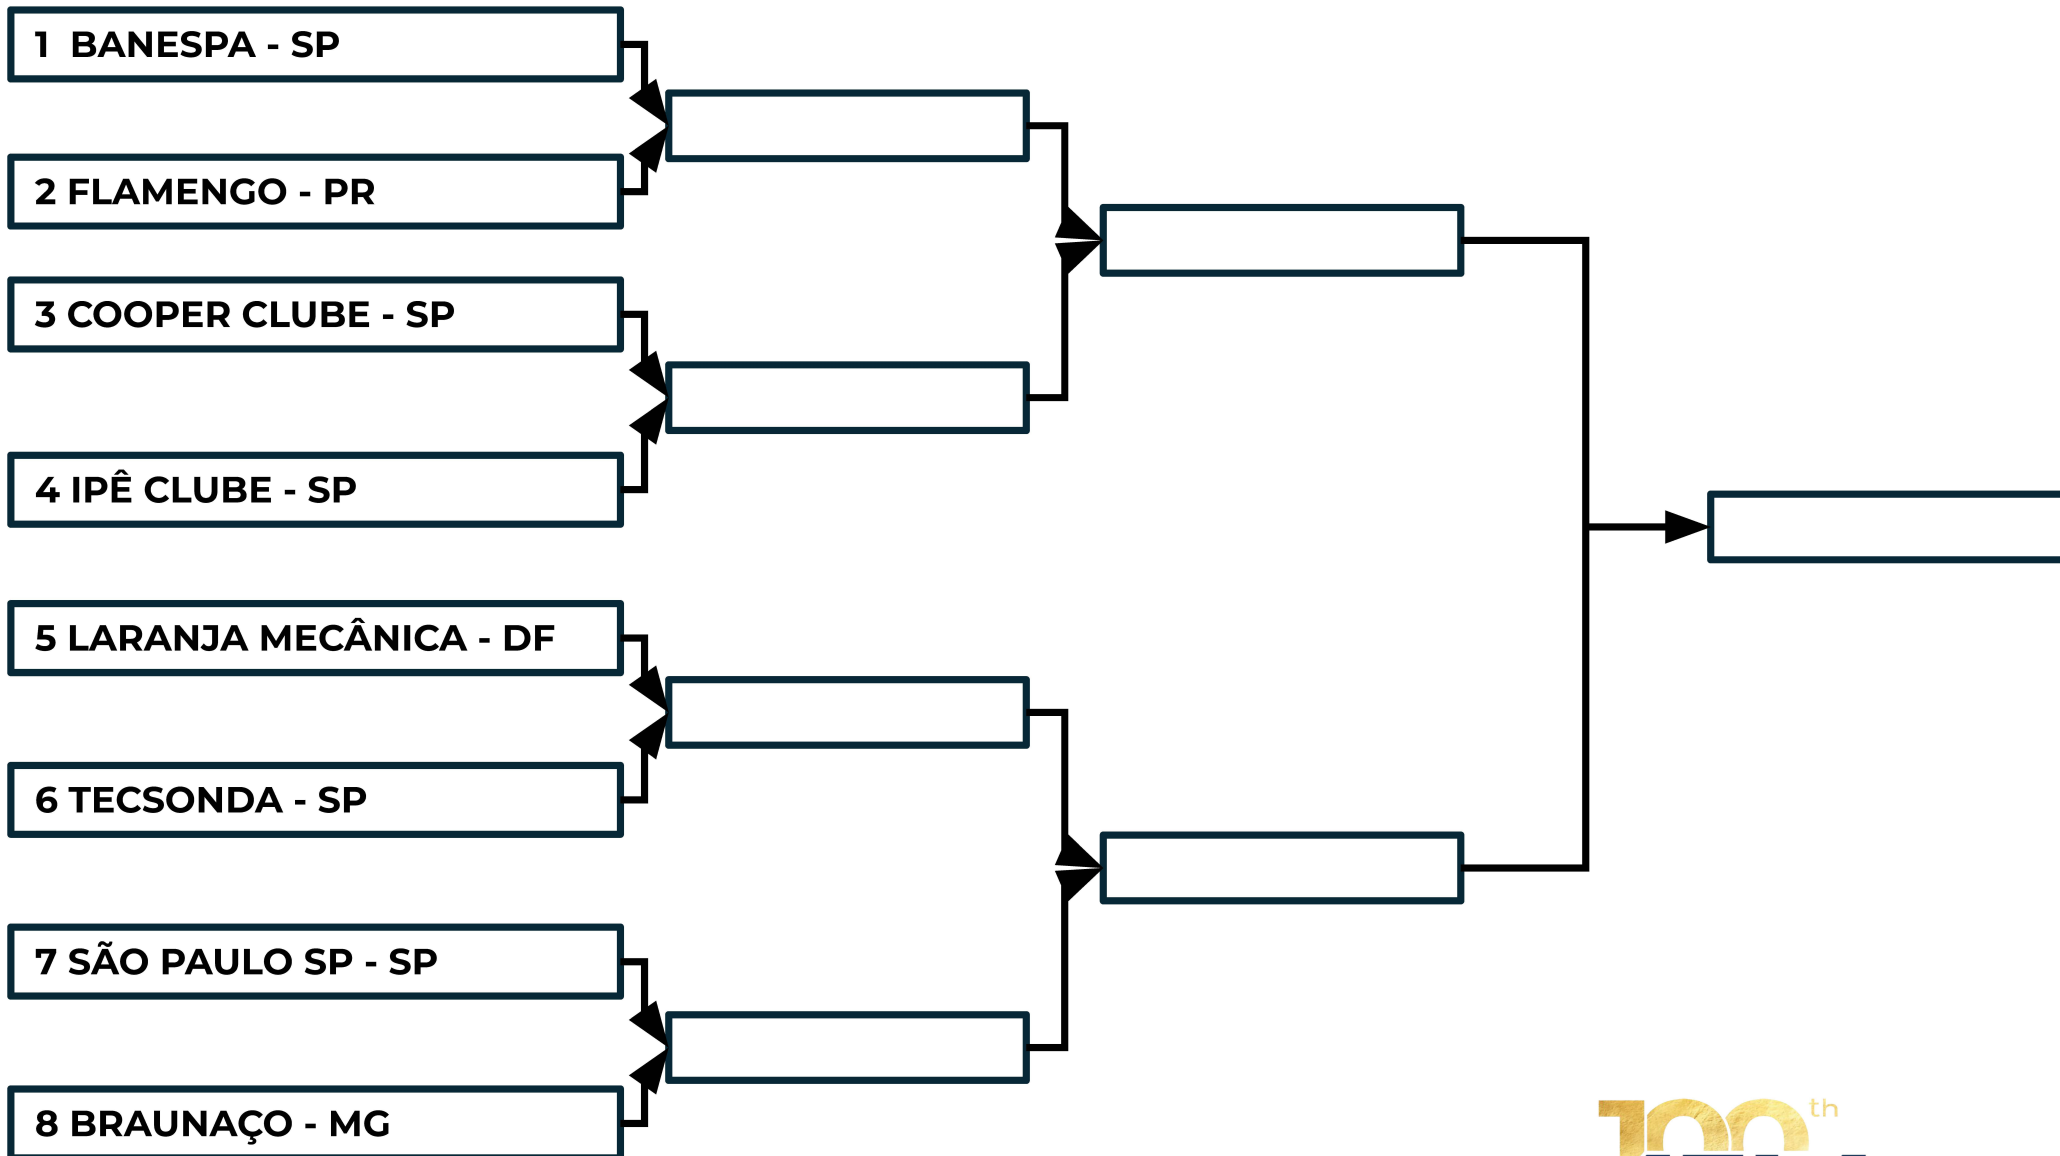 1 BANESPA - SP
2 FLAMENGO - PR
3 COOPER CLUBE - SP
4 IPÊ CLUBE - SP
5 LARANJA MECÂNICA - DF
6 TECSONDA - SP
7 SÃO PAULO SP - SP
8 BRAUNAÇO - MG
100th